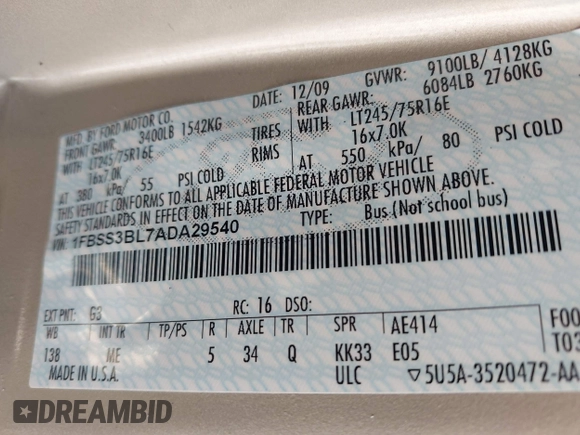 MFD. BY FORD MOTOR CO.
DATE: 12/09 GVWR: 9100LB/ 4128KG
FRONT GAWR: 3400LB 1542KG
REAR GAWR: 6084LB 2760KG
WITH LT245/75R16E TIRES WITH LT245/75R16E
16x7.0K RIMS 16x7.0K
AT 380 kPa/ 55 PSI COLD AT 550 kPa/ 80 PSI COLD
THIS VEHICLE CONFORMS TO ALL APPLICABLE FEDERAL MOTOR VEHICLE
SAFETY STANDARDS IN EFFECT ON THE DATE OF MANUFACTURE SHOWN ABOVE.
VIN: 1FBSS3BL7ADA29540 TYPE: Bus (Not school bus)
EXT PNT: G3 RC: 16 DSO:
WB INT TR TP/PS R AXLE TR SPR AE414 F00
138 ME 5 34 Q KK33 E05 T03
MADE IN U.S.A. ULC ▽5U5A-3520472-AA
DREAMBID